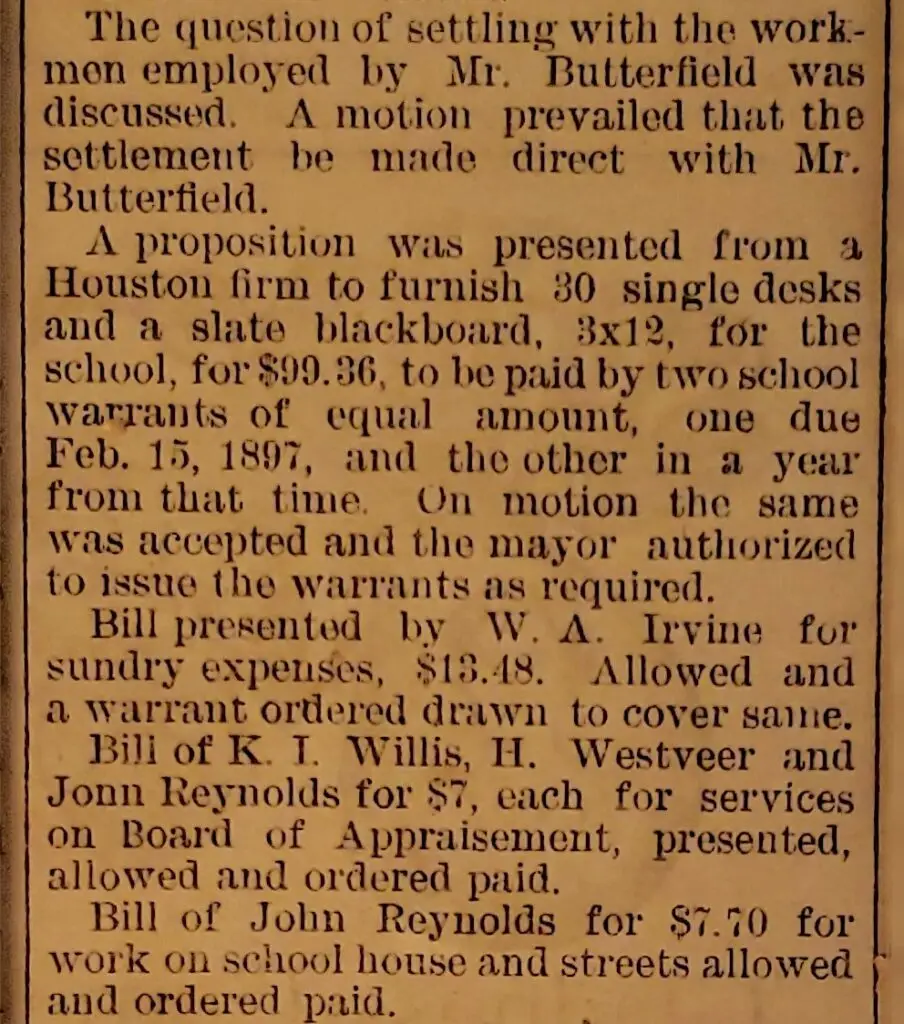 The question of settling with the work-
men employed by Mr. Butterfield was
discussed. A motion prevailed that the
settlement be made direct with Mr.
Butterfield.
A proposition was presented from a
Houston firm to furnish 30 single desks
and a slate blackboard, 3x12, for the
school, for $99.36, to be paid by two school
warrants of equal amount, one due
Feb. 15, 1897, and the other in a year
from that time. On motion the same
was accepted and the mayor authorized
to issue the warrants as required.
Bill presented by W. A. Irvine for
sundry expenses, $13.48. Allowed and
a warrant ordered drawn to cover same.
Bill of K. I. Willis, H. Westveer and
Jonn Reynolds for $7, each for services
on Board of Appraisement, presented,
allowed and ordered paid.
Bill of John Reynolds for $7.70 for
work on school house and streets allowed
and ordered paid.